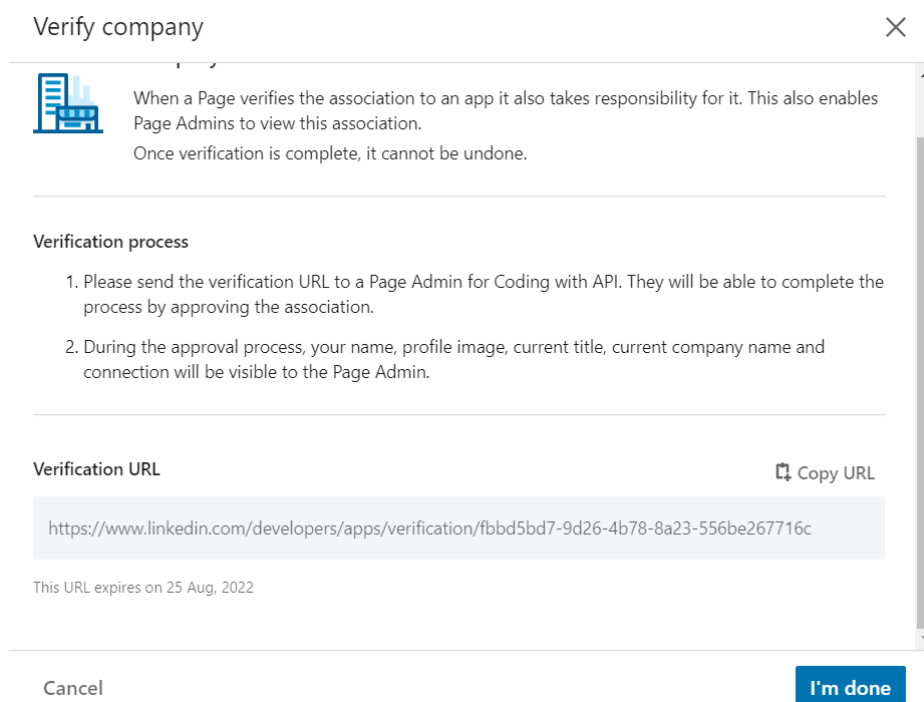 Verify company
When a Page verifies the association to an app it also takes responsibility for it. This also enables
Page Admins to view this association.
Once verification is complete, it cannot be undone.
Verification process
1. Please send the verification URL to a Page Admin for Coding with API. They will be able to complete the
process by approving the association.
2. During the approval process, your name, profile image, current title, current company name and
connection will be visible to the Page Admin.
Verification URL
Copy URL
https://www.linkedin.com/developers/apps/verification/fbbd5bd7-9d26-4b78-8a23-556be267716c
This URL expires on 25 Aug, 2022
Cancel
I'm done